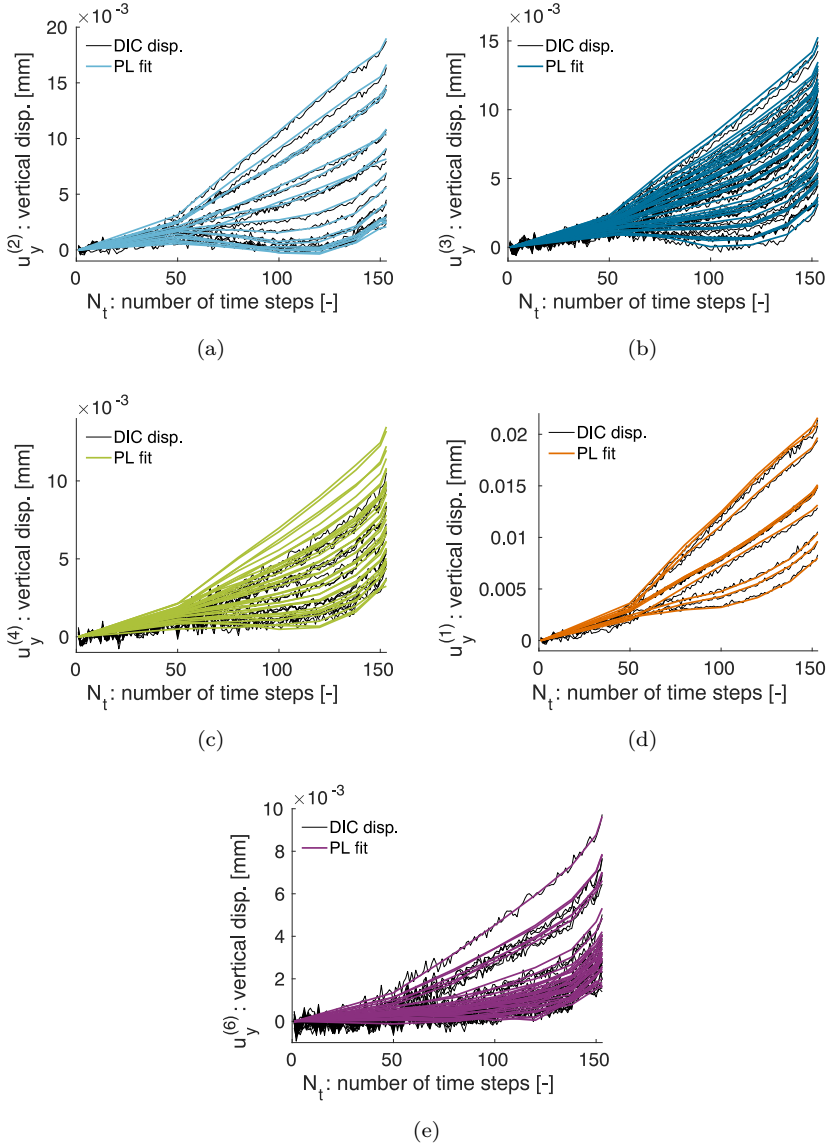 ×10 -3
20
DIC disp.
PL fit
15
10
5
0
0 50 100 150
u_y^(2) : vertical disp. [mm]
N_t : number of time steps [-]
(a)
×10 -3
15
DIC disp.
PL fit
10
5
0
0 50 100 150
u_y^(3) : vertical disp. [mm]
N_t : number of time steps [-]
(b)
×10 -3
DIC disp.
PL fit
10
5
0
0 50 100 150
u_y^(4) : vertical disp. [mm]
N_t : number of time steps [-]
(c)
0.02
DIC disp.
PL fit
0.015
0.01
0.005
0
0 50 100 150
u_y^(1) : vertical disp. [mm]
N_t : number of time steps [-]
(d)
×10 -3
10
DIC disp.
PL fit
8
6
4
2
0
0 50 100 150
u_y^(6) : vertical disp. [mm]
N_t : number of time steps [-]
(e)